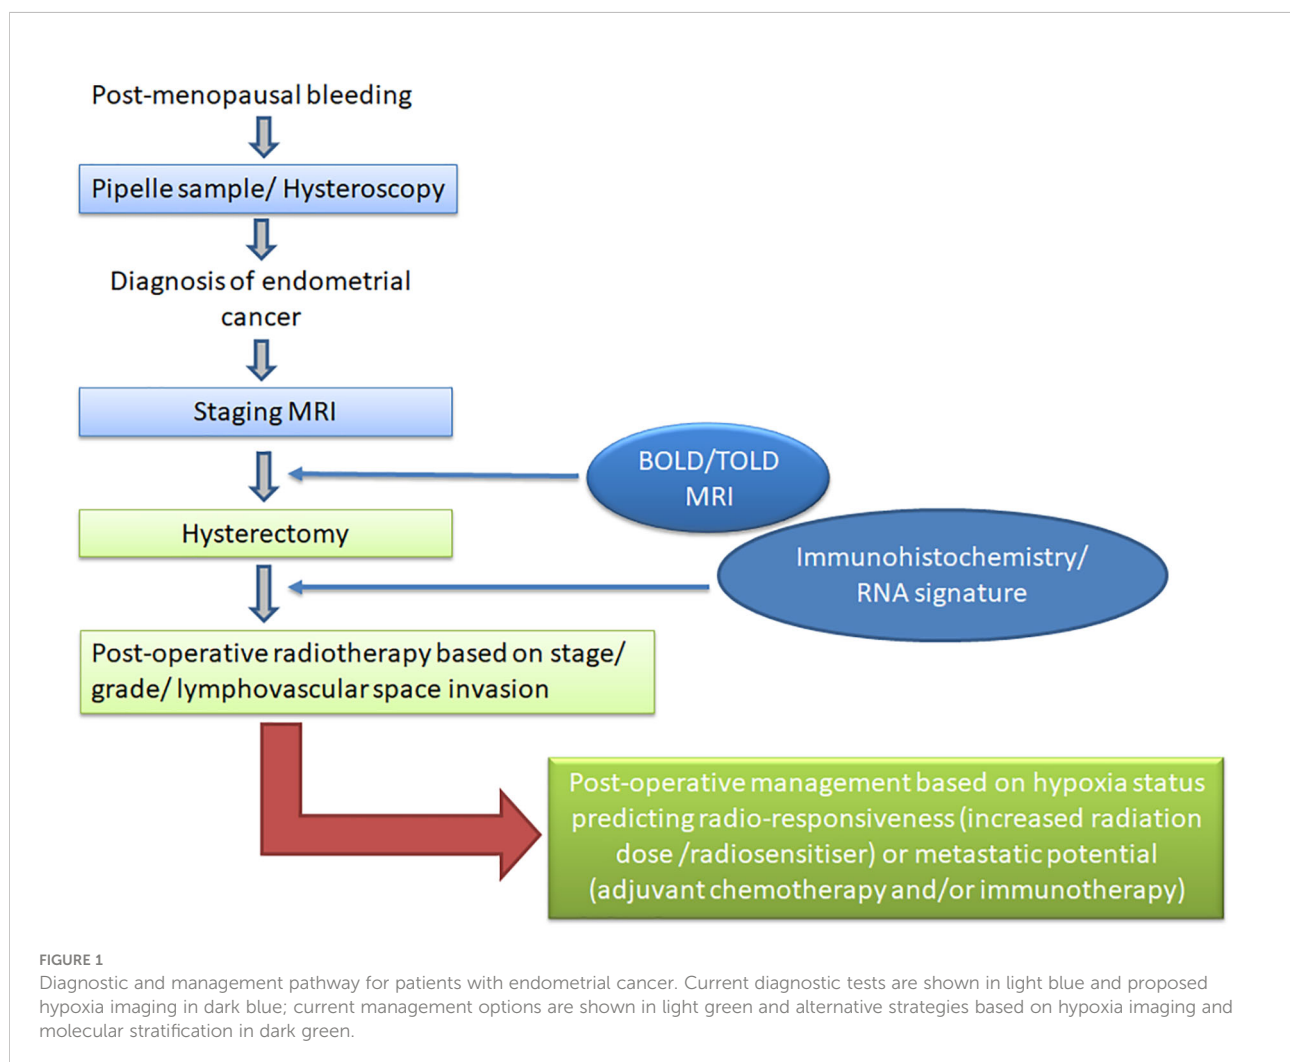 Post-menopausal bleeding
Pipelle sample/ Hysteroscopy
Diagnosis of endometrial
cancer
Staging MRI
BOLD/TOLD
MRI
Hysterectomy
Immunohistochemistry/
RNA signature
Post-operative radiotherapy based on stage/
grade/ lymphovascular space invasion
Post-operative management based on hypoxia status
predicting radio-responsiveness (increased radiation
dose /radiosensitiser) or metastatic potential
(adjuvant chemotherapy and/or immunotherapy)
FIGURE 1
Diagnostic and management pathway for patients with endometrial cancer. Current diagnostic tests are shown in light blue and proposed
hypoxia imaging in dark blue; current management options are shown in light green and alternative strategies based on hypoxia imaging and
molecular stratification in dark green.